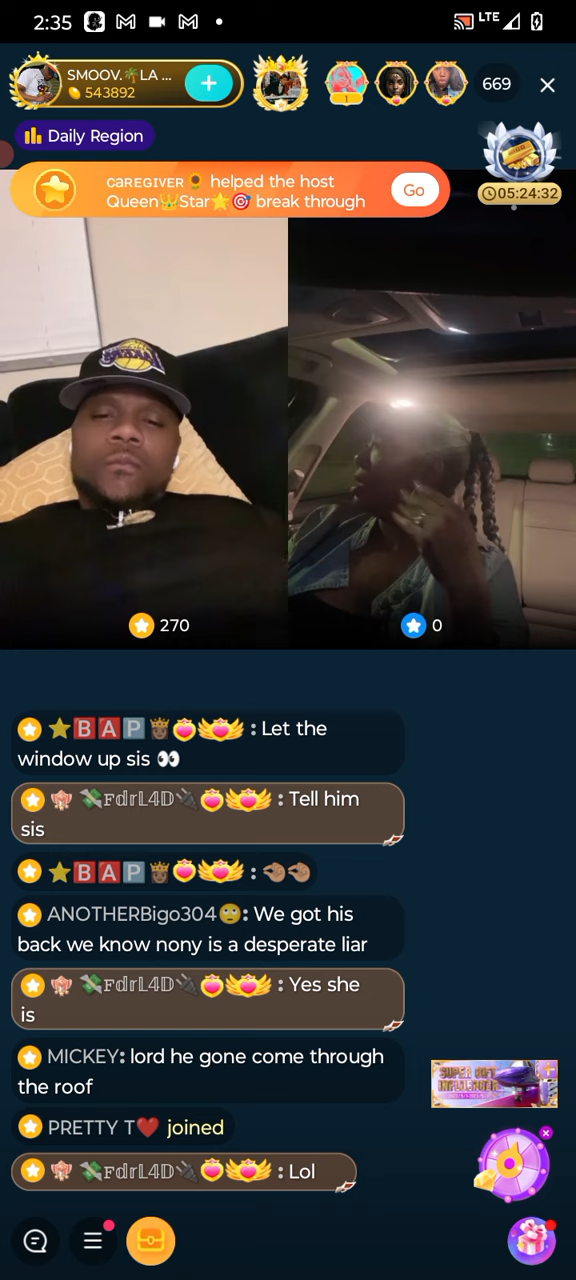 2:35
LTE
SMOOV.🌴LA ...
543892
1
669
Daily Region
CAREGIVER🌻 helped the host
Queen👑Star🌟🎯 break through
Go
05:24:32
270
0
⭐🅱🅰🅿🤴🏾 : Let the
window up sis 👀
💸𝔽𝕕𝕣𝕃𝟜𝔻🔌 : Tell him
sis
⭐🅱🅰🅿🤴🏾 : 🤏🏾🤏🏾
ANOTHERBigo304🙄: We got his
back we know nony is a desperate liar
💸𝔽𝕕𝕣𝕃𝟜𝔻🔌 : Yes she
is
MICKEY: lord he gone come through
the roof
SUPER GIFT
PRETTY T❤️ joined
💸𝔽𝕕𝕣𝕃𝟜𝔻🔌 : Lol